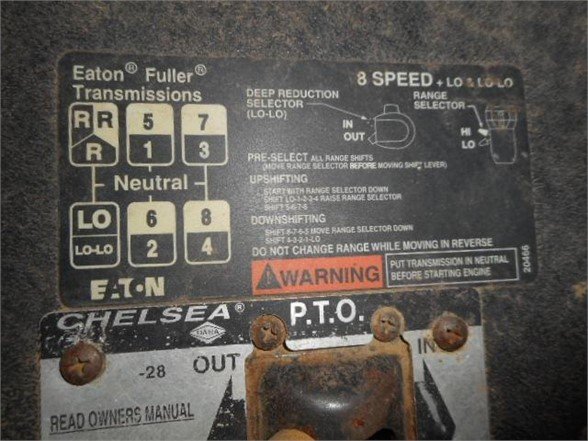 Eaton® Fuller®
Transmissions
8 SPEED + LO & LO-LO
DEEP REDUCTION
SELECTOR
(LO-LO)
RANGE
SELECTOR
IN
OUT
HI
LO
R R
R
5
1
7
3
Neutral
LO
LO-LO
6
2
8
4
PRE-SELECT ALL RANGE SHIFTS
(MOVE RANGE SELECTOR BEFORE MOVING SHIFT LEVER)
UPSHIFTING
START WITH RANGE SELECTOR DOWN
SHIFT LO-1-2-3-4 RAISE RANGE SELECTOR
SHIFT 5-6-7-8
DOWNSHIFTING
SHIFT 8-7-6-5 MOVE RANGE SELECTOR DOWN
SHIFT 4-3-2-1-LO
DO NOT CHANGE RANGE WHILE MOVING IN REVERSE
WARNING
PUT TRANSMISSION IN NEUTRAL
BEFORE STARTING ENGINE
20466
EATON
CHELSEA®
DANA
P.T.O.
-28
OUT
IN
READ OWNERS MANUAL